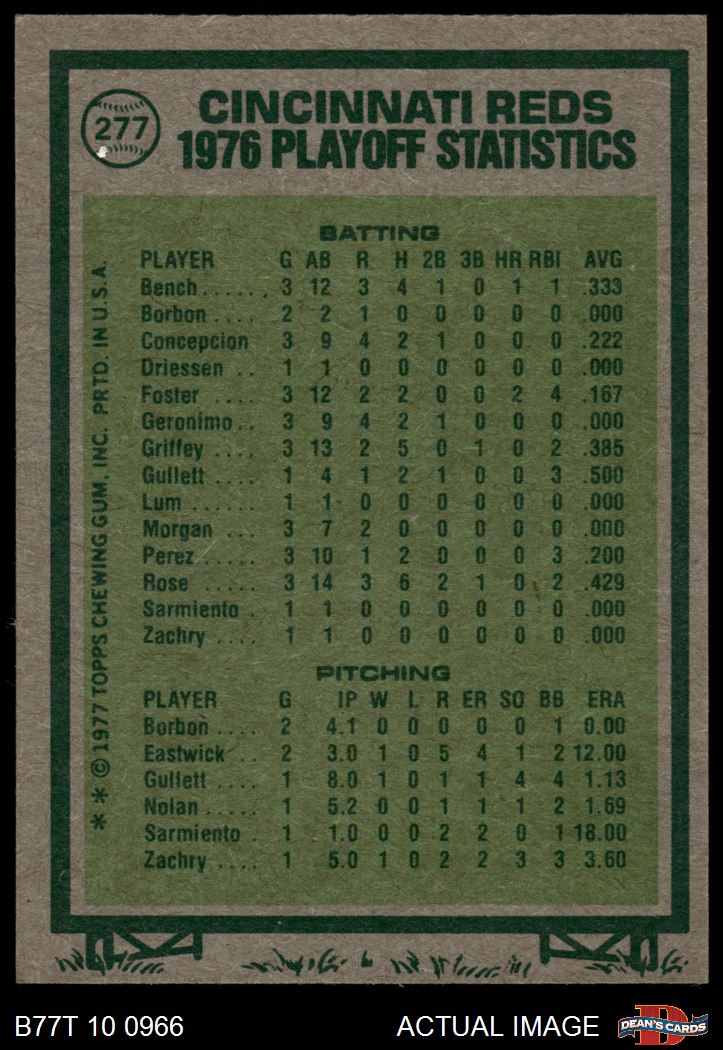 277
CINCINNATI REDS
1976 PLAYOFF STATISTICS
BATTING
PLAYER G AB R H 2B 3B HR RBI AVG
Bench...... 3 12 3 4 1 0 1 1 .333
Borbon .... 2 2 1 0 0 0 0 0 .000
Concepcion 3 9 4 2 1 0 0 0 .222
Driessen .. 1 1 0 0 0 0 0 0 .000
Foster .... 3 12 2 2 0 0 2 4 .167
Geronimo.. 3 9 4 2 1 0 0 0 .000
Griffey .... 3 13 2 5 0 1 0 2 .385
Gullett .... 1 4 1 2 1 0 0 3 .500
Lum ..... 1 1 0 0 0 0 0 0 .000
Morgan ... 3 7 2 0 0 0 0 0 .000
Perez...... 3 10 1 2 0 0 0 3 .200
Rose ..... 3 14 3 6 2 1 0 2 .429
Sarmiento . 1 1 0 0 0 0 0 0 .000
Zachry .... 1 1 0 0 0 0 0 0 .000
PITCHING
PLAYER G IP W L R ER SO BB ERA
Borbon .... 2 4.1 0 0 0 0 0 1 0.00
Eastwick .. 2 3.0 1 0 5 4 1 2 12.00
Gullett .... 1 8.0 1 0 1 1 4 4 1.13
Nolan ..... 1 5.2 0 0 1 1 1 2 1.69
Sarmiento . 1 1.0 0 0 2 2 0 1 18.00
Zachry .... 1 5.0 1 0 2 2 3 3 3.60
* * © 1977 TOPPS CHEWING GUM, INC. PRTD. IN U.S.A.
B77T 10 0966
ACTUAL IMAGE
D
DEAN'S CARDS